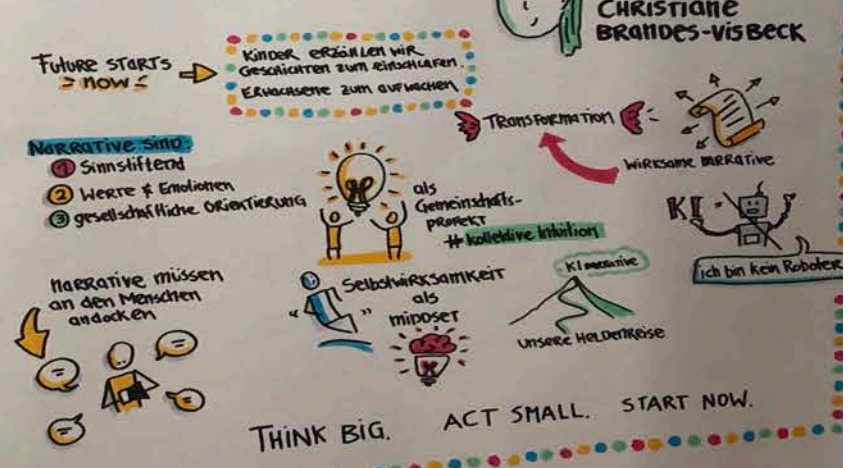 CHRISTIANE
BRANDES-VISBECK
FUTURE STARTS
NOW
KINDER ERZÄHLEN WIR
GESCHICHTEN ZUM EINSCHLAFEN.
ERWACHSENE ZUM AUFWACHEN
TRANSFORMATION
WIRKSAME NARRATIVE
NARRATIVE SIND:
1 Sinnstiftend
2 WERTE & Emotionen
3 gesellschaftliche ORIENTIERUNG
als
Gemeinschafts-
PROJEKT
# kollektive Intuition
KI
ich bin kein Roboter
NARRATIVE müssen
an den Menschen
andocken
Selbstwirksamkeit
als
MINDSET
KI NARRATIVE
unsere HELDENREISE
THINK BIG. ACT SMALL. START NOW.